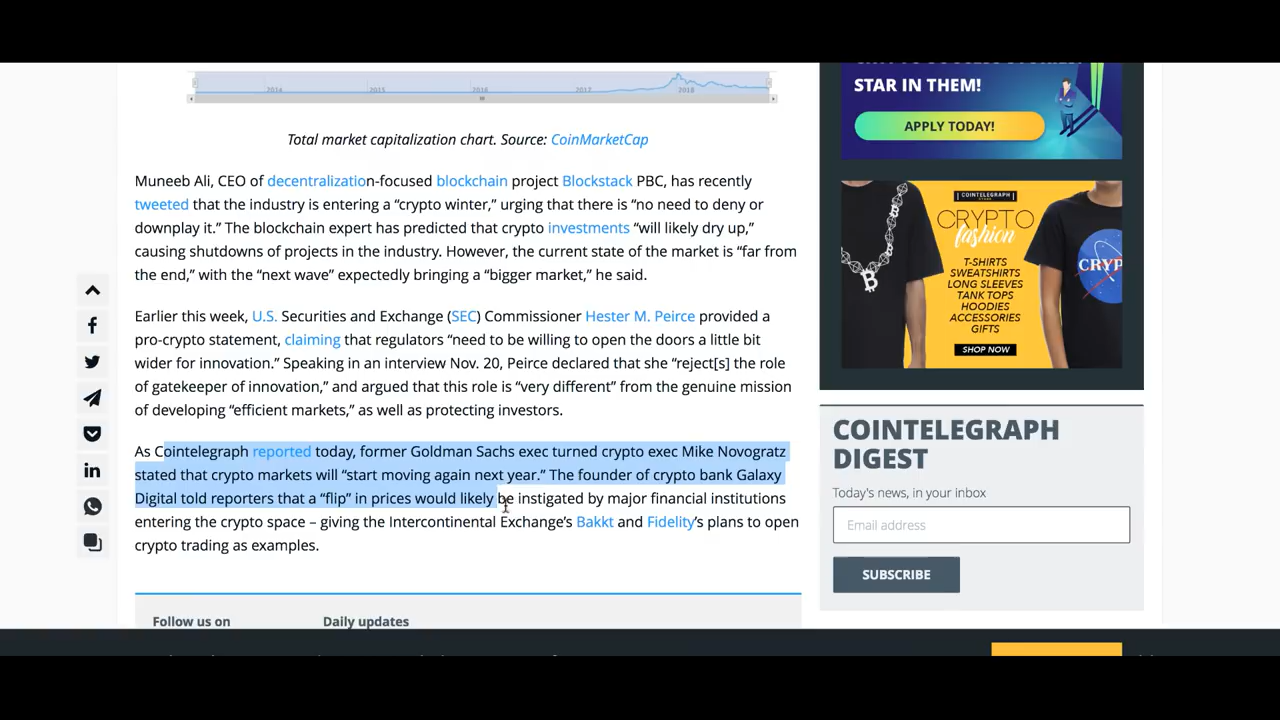 2014 2015 2016 2017 2018
Total market capitalization chart. Source: CoinMarketCap
Muneeb Ali, CEO of decentralization-focused blockchain project Blockstack PBC, has recently
tweeted that the industry is entering a “crypto winter,” urging that there is “no need to deny or
downplay it.” The blockchain expert has predicted that crypto investments “will likely dry up,”
causing shutdowns of projects in the industry. However, the current state of the market is “far from
the end,” with the “next wave” expectedly bringing a “bigger market,” he said.
Earlier this week, U.S. Securities and Exchange (SEC) Commissioner Hester M. Peirce provided a
pro-crypto statement, claiming that regulators “need to be willing to open the doors a little bit
wider for innovation.” Speaking in an interview Nov. 20, Peirce declared that she “reject[s] the role
of gatekeeper of innovation,” and argued that this role is “very different” from the genuine mission
of developing “efficient markets,” as well as protecting investors.
As Cointelegraph reported today, former Goldman Sachs exec turned crypto exec Mike Novogratz
stated that crypto markets will “start moving again next year.” The founder of crypto bank Galaxy
Digital told reporters that a “flip” in prices would likely be instigated by major financial institutions
entering the crypto space – giving the Intercontinental Exchange’s Bakkt and Fidelity’s plans to open
crypto trading as examples.
Follow us on
Daily updates
STAR IN THEM!
APPLY TODAY!
COINTELEGRAPH
CRYPTO
fashion
T-SHIRTS
SWEATSHIRTS
LONG SLEEVES
TANK TOPS
HOODIES
ACCESSORIES
GIFTS
SHOP NOW
CRYP
COINTELEGRAPH
DIGEST
Today's news, in your inbox
Email address
SUBSCRIBE